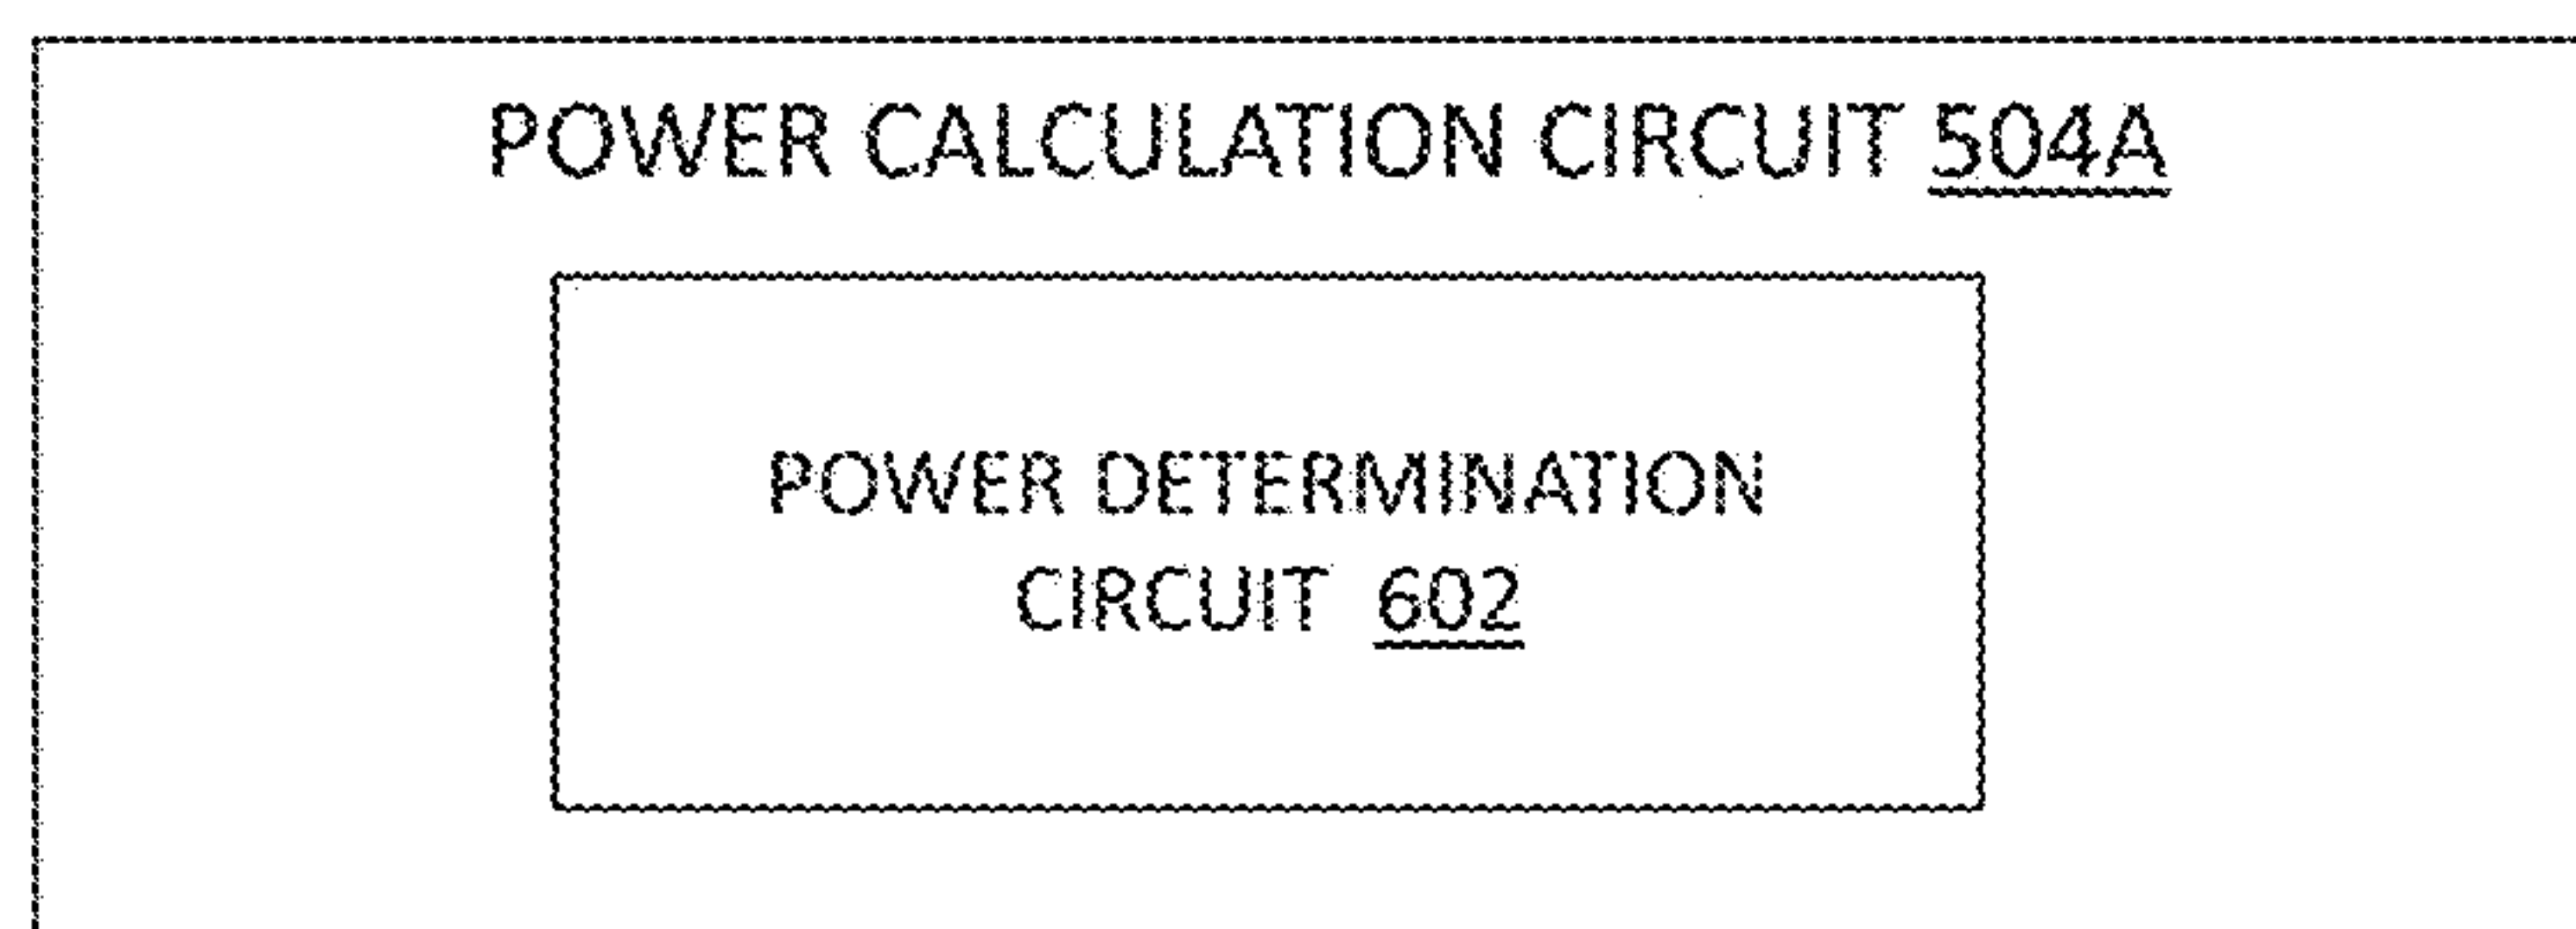 POWER CALCULATION CIRCUIT 504A
POWER DETERMINATION
CIRCUIT 602